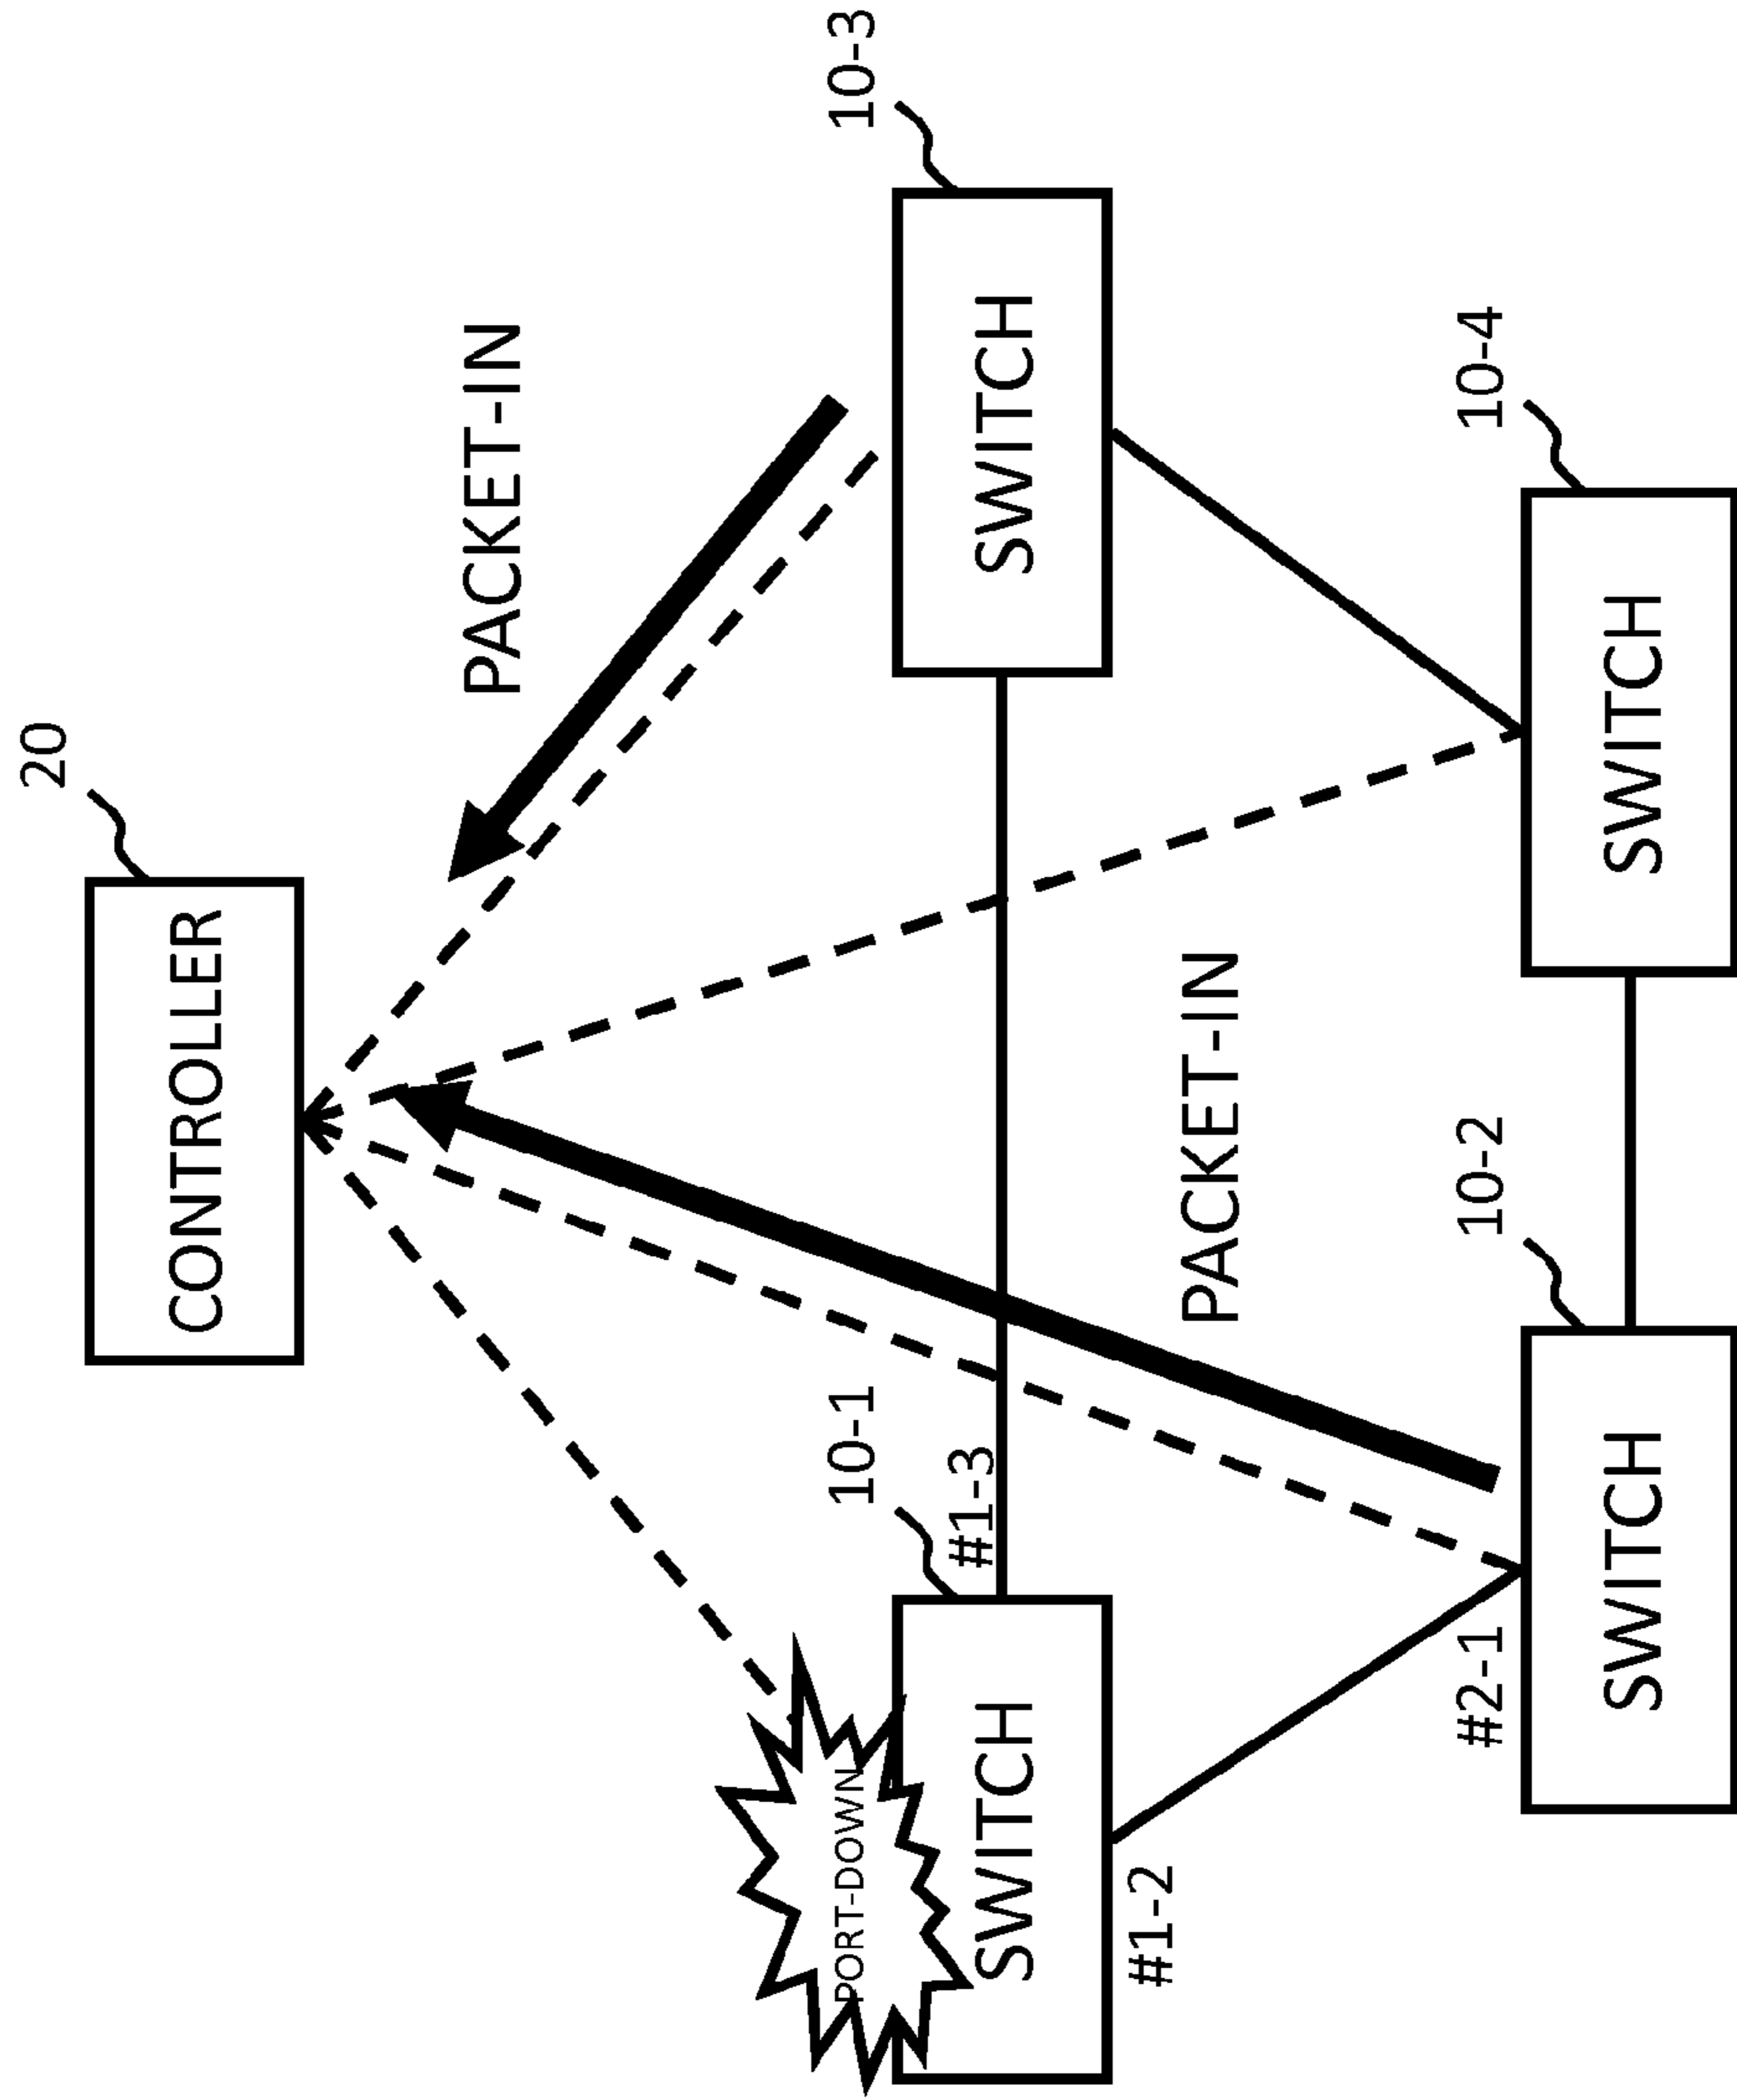 20
CONTROLLER
PACKET-IN
10-1
10-3
PORT-DOWN
#1-3
SWITCH
SWITCH
#1-2
PACKET-IN
#2-1
10-2
10-4
SWITCH
SWITCH